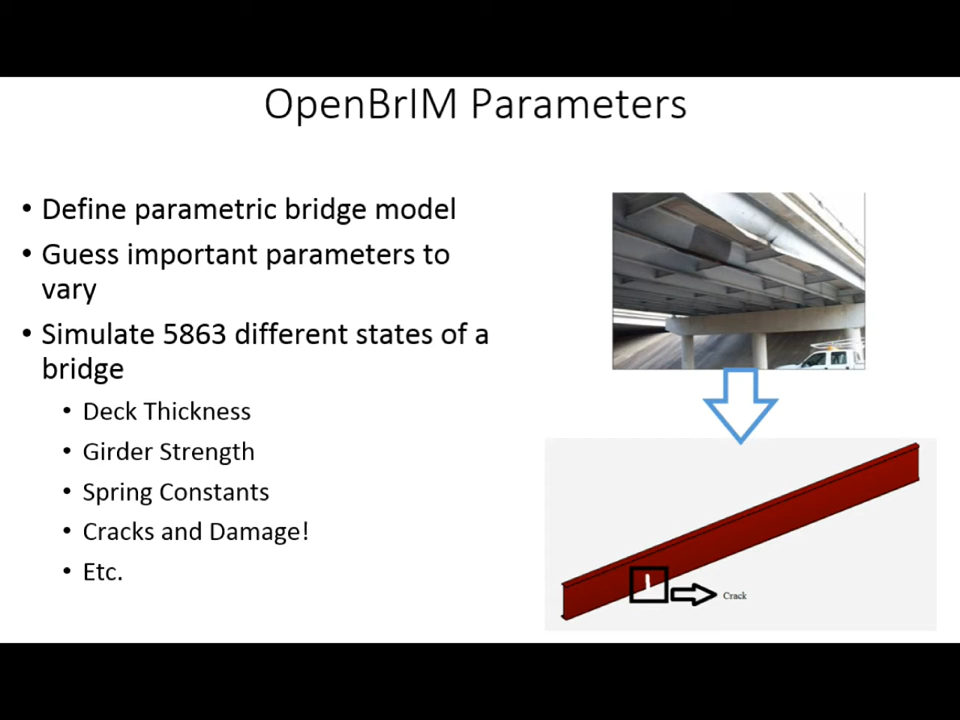 OpenBrIM Parameters
• Define parametric bridge model
• Guess important parameters to
vary
• Simulate 5863 different states of a
bridge
• Deck Thickness
• Girder Strength
• Spring Constants
• Cracks and Damage!
• Etc.
Crack